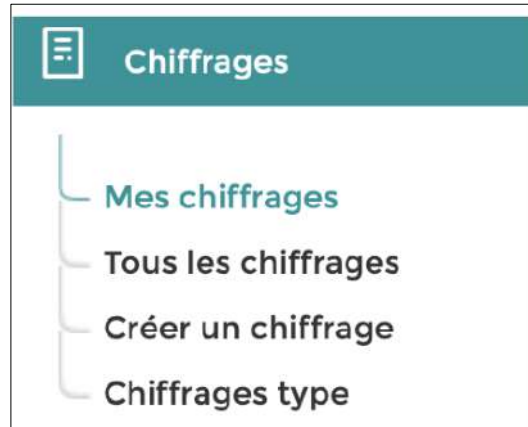 Chiffrages
Mes chiffrages
Tous les chiffrages
Créer un chiffrage
Chiffrages type